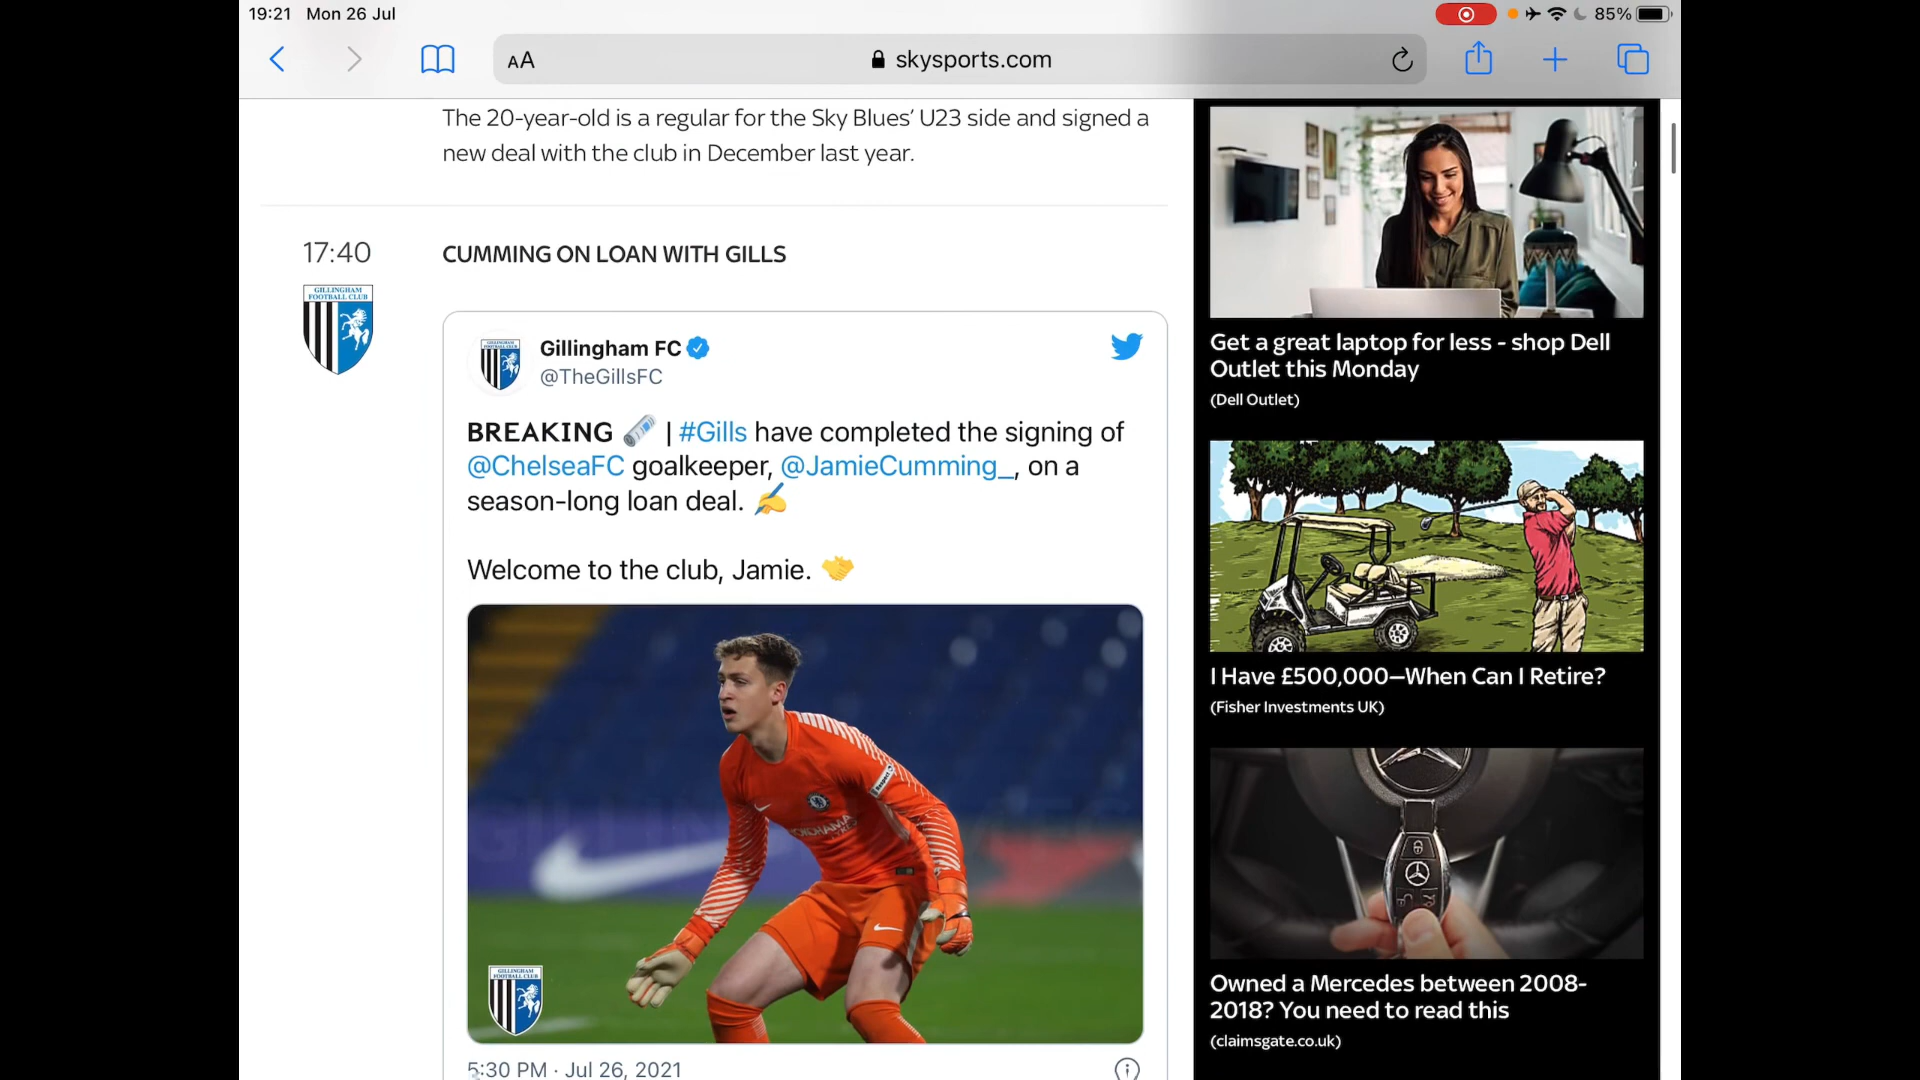 19:21 Mon 26 Jul
85%
AA
skysports.com
The 20-year-old is a regular for the Sky Blues' U23 side and signed a
new deal with the club in December last year.
17:40
GILLINGHAM
FOOTBALL CLUB
CUMMING ON LOAN WITH GILLS
GILLINGHAM
FOOTBALL CLUB
Gillingham FC
@TheGillsFC
BREAKING 🗞️ | #Gills have completed the signing of
@ChelseaFC goalkeeper, @JamieCumming_, on a
season-long loan deal. ✍️
Welcome to the club, Jamie. 🤝
YOKOHAMA
GILLINGHAM
FOOTBALL CLUB
5:30 PM · Jul 26, 2021
Get a great laptop for less - shop Dell
Outlet this Monday
(Dell Outlet)
I Have £500,000—When Can I Retire?
(Fisher Investments UK)
Owned a Mercedes between 2008-
2018? You need to read this
(claimsgate.co.uk)